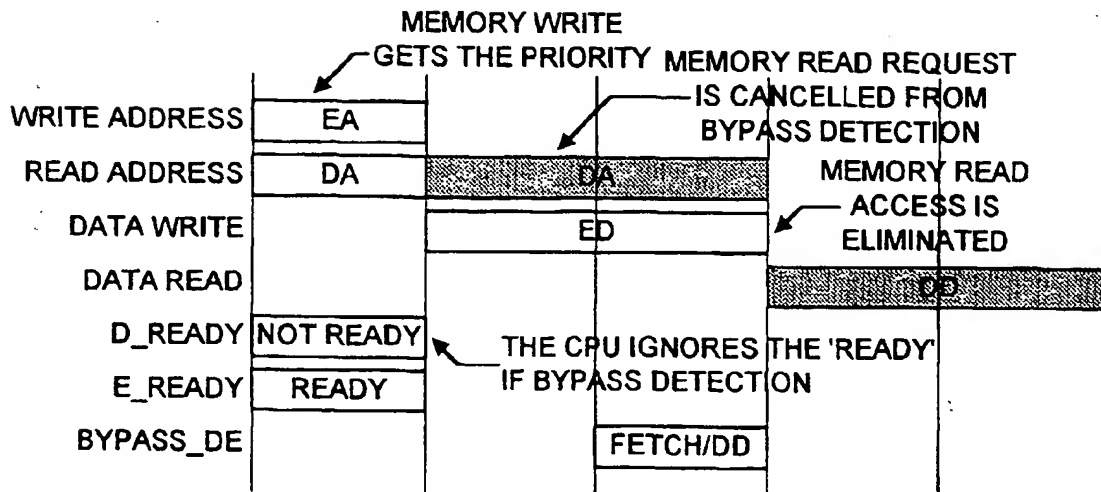 MEMORY WRITE
GETS THE PRIORITY
MEMORY READ REQUEST
IS CANCELLED FROM
BYPASS DETECTION
WRITE ADDRESS EA
READ ADDRESS DA DA
MEMORY READ
ACCESS IS
ELIMINATED
DATA WRITE ED
DATA READ DD
D_READY NOT READY
THE CPU IGNORES THE 'READY'
IF BYPASS DETECTION
E_READY READY
BYPASS_DE FETCH/DD